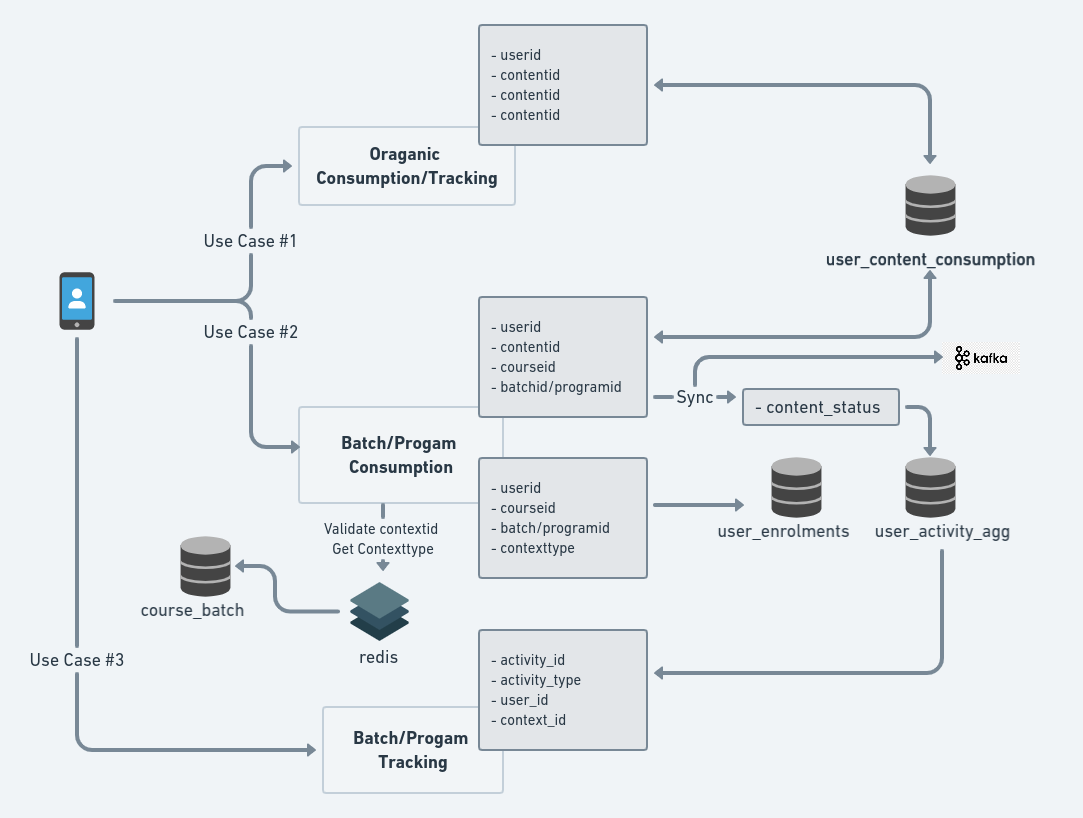 - userid
- contentid
- contentid
- contentid
Oraganic
Consumption/Tracking
Use Case #1
user_content_consumption
Use Case #2
- userid
- contentid
- courseid
- batchid/programid
kafka
Sync
- content_status
Batch/Progam
Consumption
- userid
- courseid
- batch/programid
- contexttype
user_enrolments
user_activity_agg
Validate contextid
Get Contexttype
course_batch
redis
Use Case #3
- activity_id
- activity_type
- user_id
- context_id
Batch/Progam
Tracking